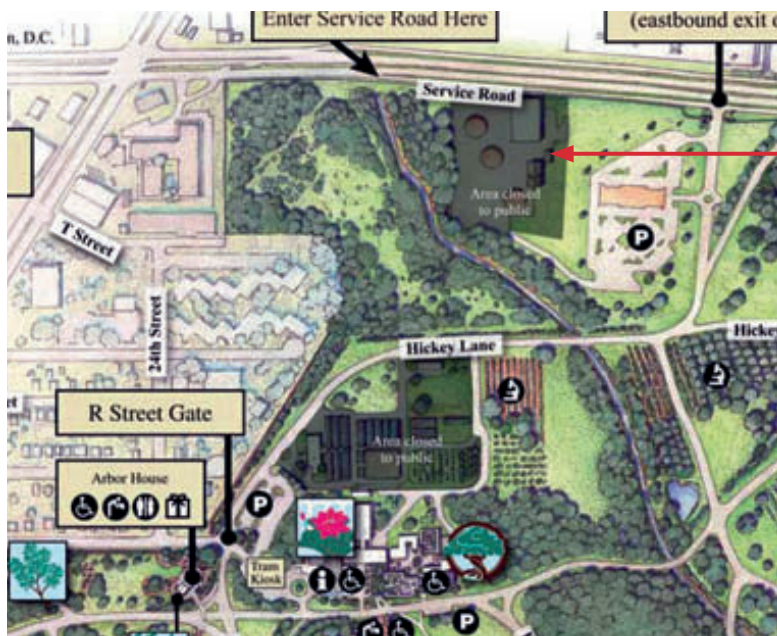 Enter Service Road Here
(eastbound exit
n, D.C.
Service Road
Area closed
to public
T Street
P
24th Street
Hickey Lane
Hickey
R Street Gate
Area closed
to public
Arbor House
P
Tram
Kiosk
i
P